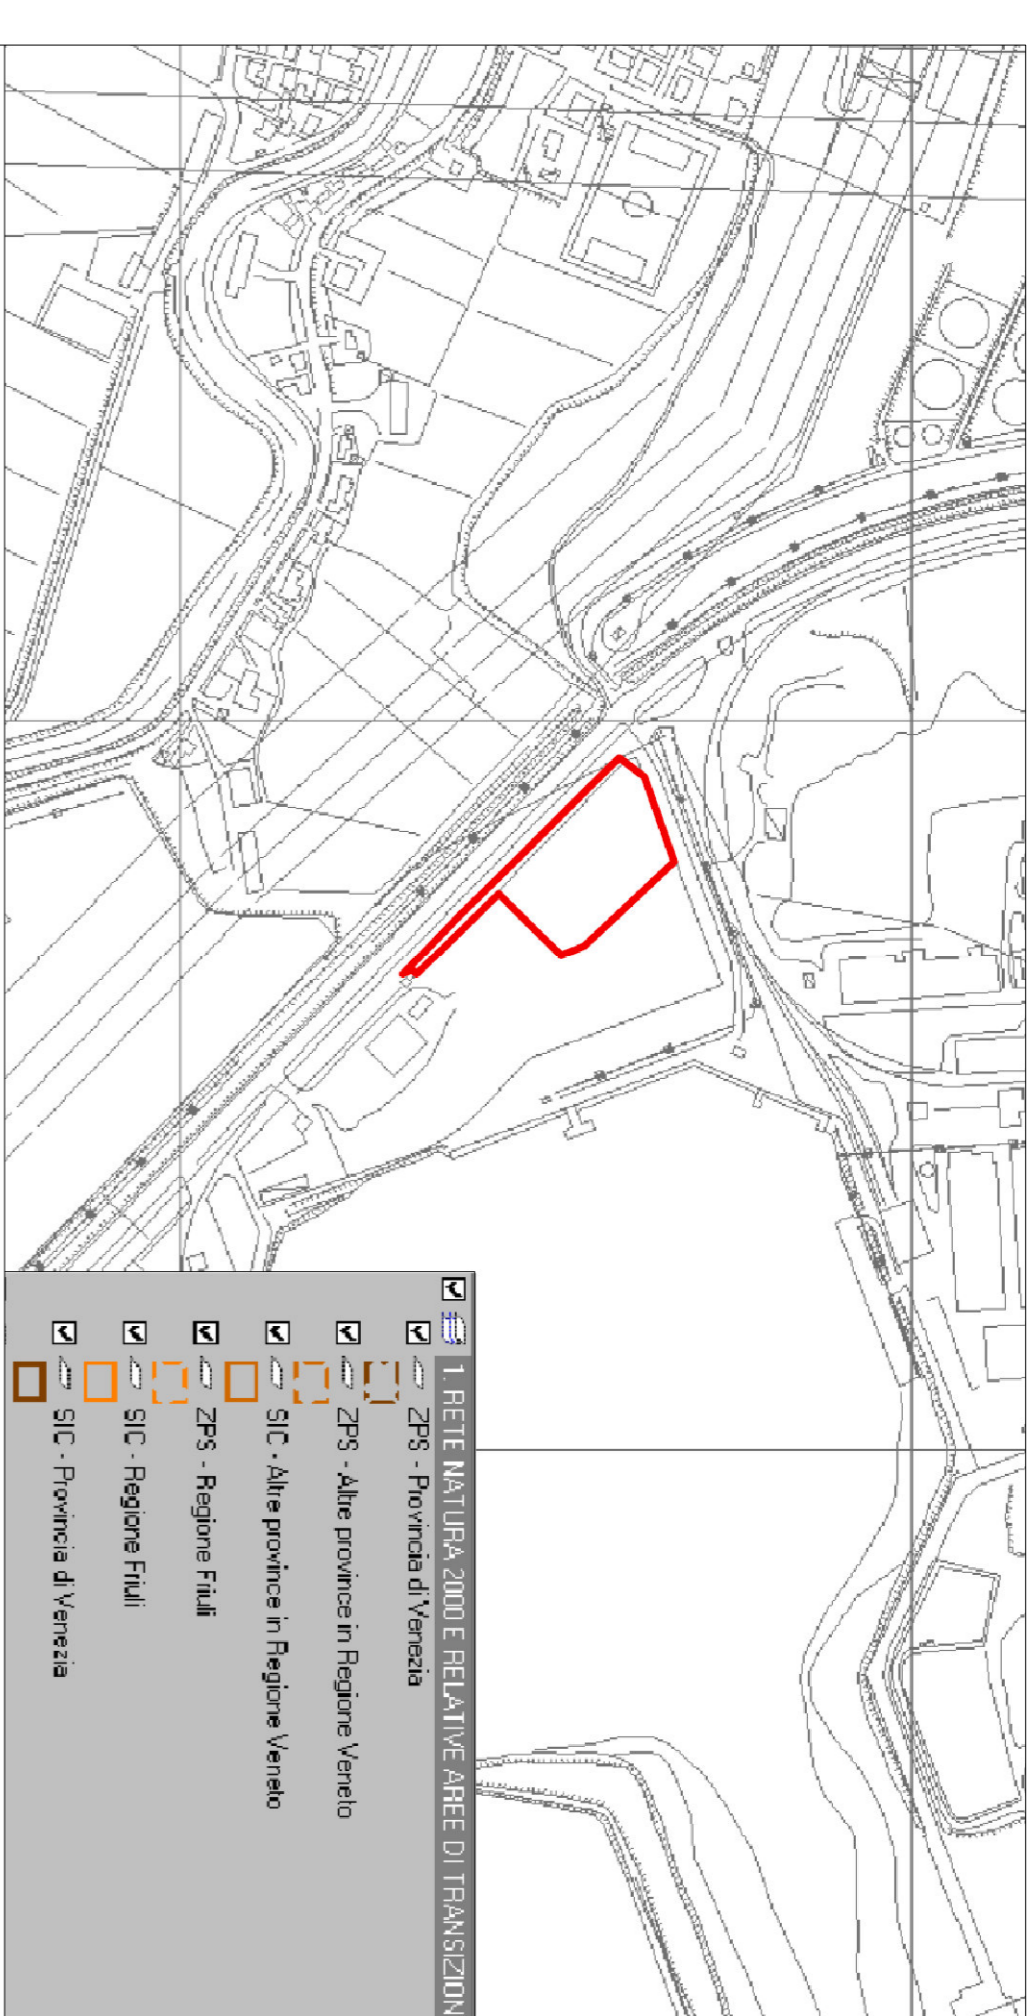 1. RETE NATURA 2000 E RELATIVE AREE DI TRANSIZION
ZPS - Provincia di Venezia
ZPS - Altre province in Regione Veneto
SIC - Altre province in Regione Veneto
ZPS - Regione Friuli
SIC - Regione Friuli
SIC - Provincia di Venezia